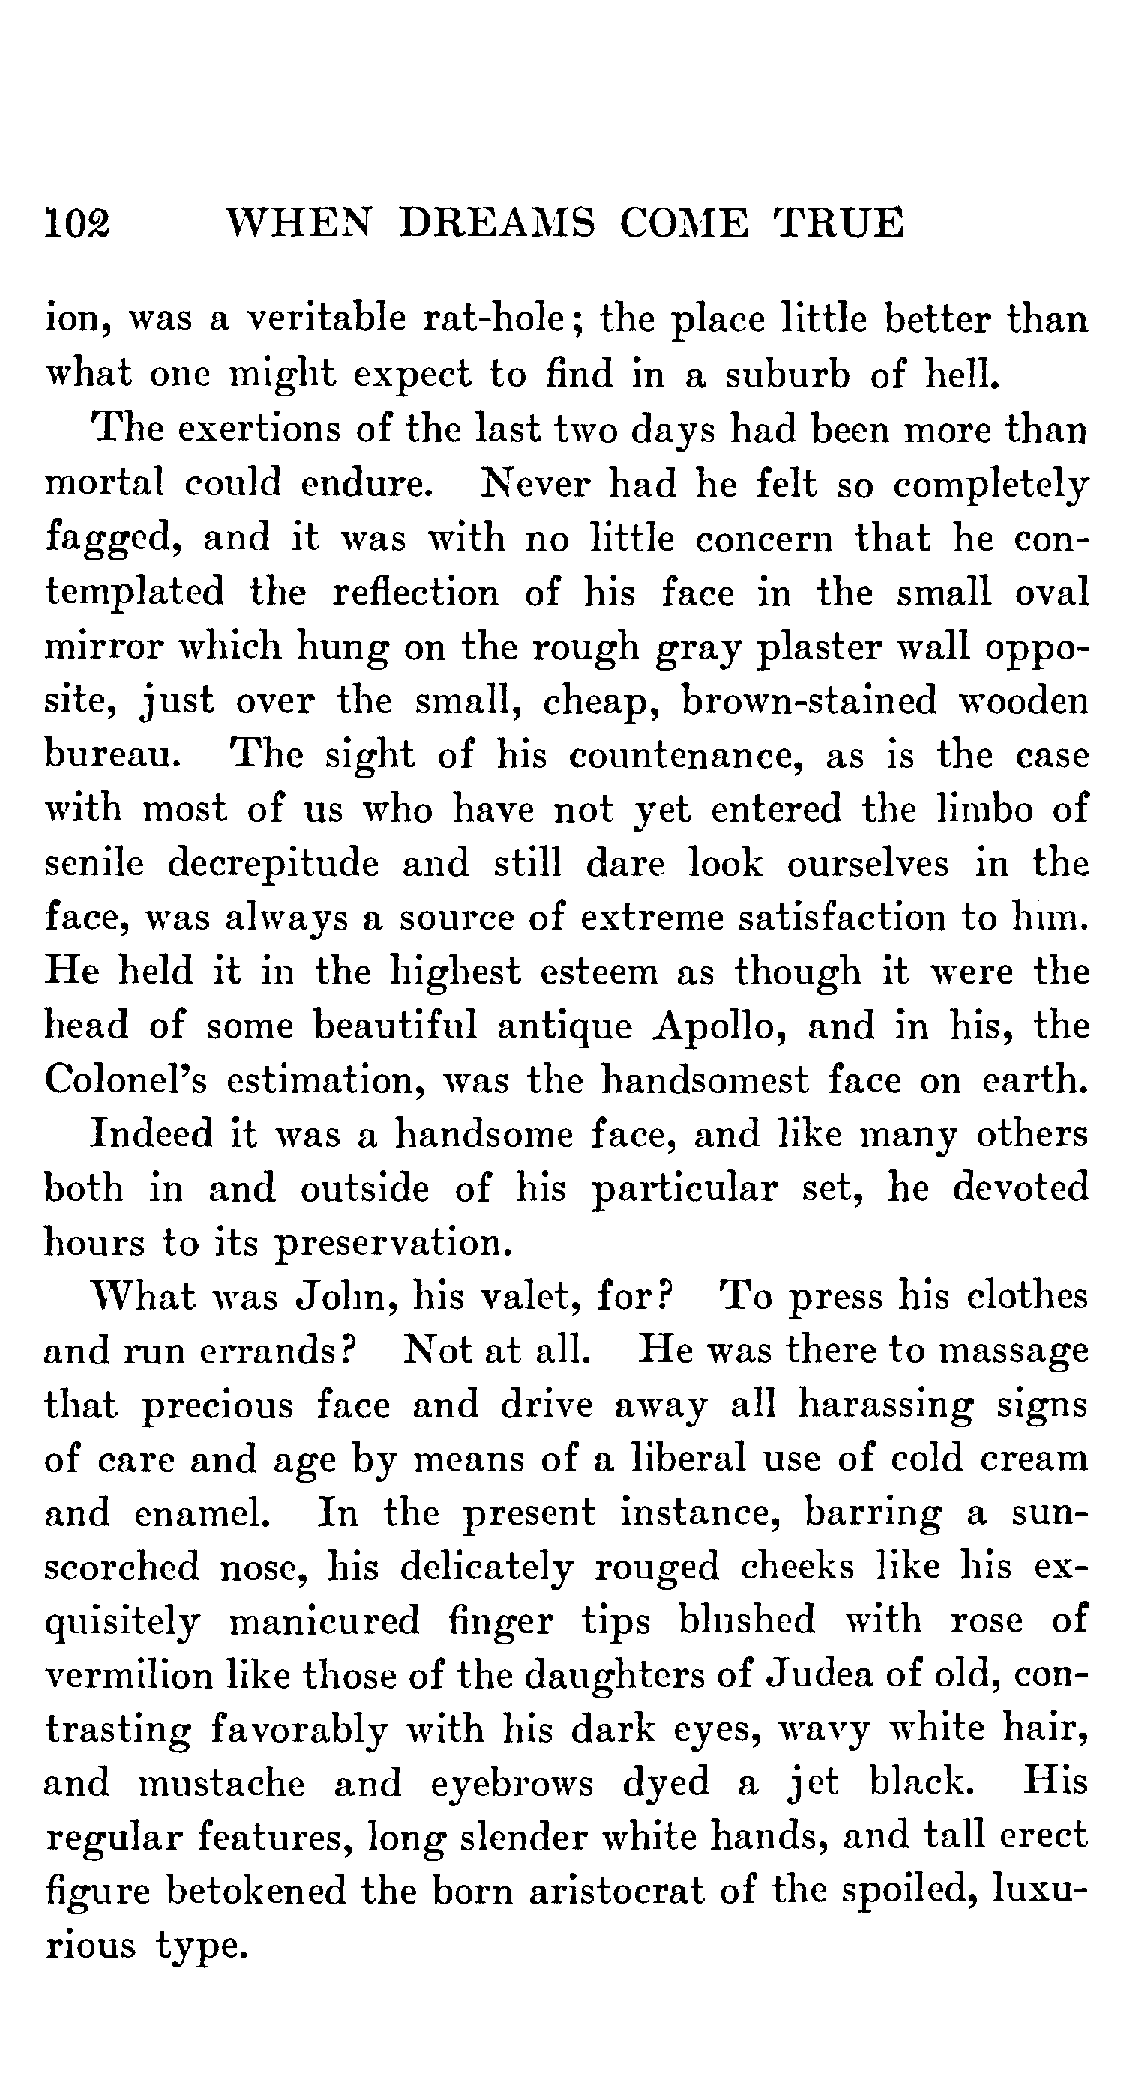 102 WHEN DREAMS COME TRUE
ion, was a veritable rat-hole; the place little better than
what one might expect to find in a suburb of hell.
The exertions of the last two days had been more than
mortal could endure. Never had he felt so completely
fagged, and it was with no little concern that he con-
templated the reflection of his face in the small oval
mirror which hung on the rough gray plaster wall oppo-
site, just over the small, cheap, brown-stained wooden
bureau. The sight of his countenance, as is the case
with most of us who have not yet entered the limbo of
senile decrepitude and still dare look ourselves in the
face, was always a source of extreme satisfaction to him.
He held it in the highest esteem as though it were the
head of some beautiful antique Apollo, and in his, the
Colonel's estimation, was the handsomest face on earth.
Indeed it was a handsome face, and like many others
both in and outside of his particular set, he devoted
hours to its preservation.
What was John, his valet, for? To press his clothes
and run errands? Not at all. He was there to massage
that precious face and drive away all harassing signs
of care and age by means of a liberal use of cold cream
and enamel. In the present instance, barring a sun-
scorched nose, his delicately rouged cheeks like his ex-
quisitely manicured finger tips blushed with rose of
vermilion like those of the daughters of Judea of old, con-
trasting favorably with his dark eyes, wavy white hair,
and mustache and eyebrows dyed a jet black. His
regular features, long slender white hands, and tall erect
figure betokened the born aristocrat of the spoiled, luxu-
rious type.